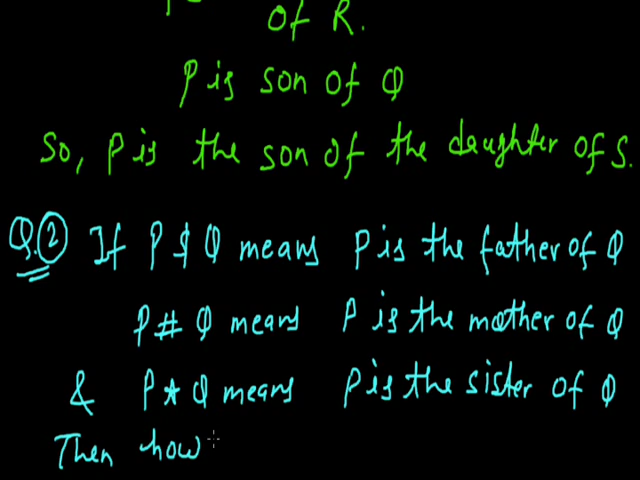 of R.
P is son of Q
So, P is the son of the daughter of S.
Q.② If P $ Q means P is the father of Q
P # Q means P is the mother of Q
& P * Q means P is the sister of Q
Then how